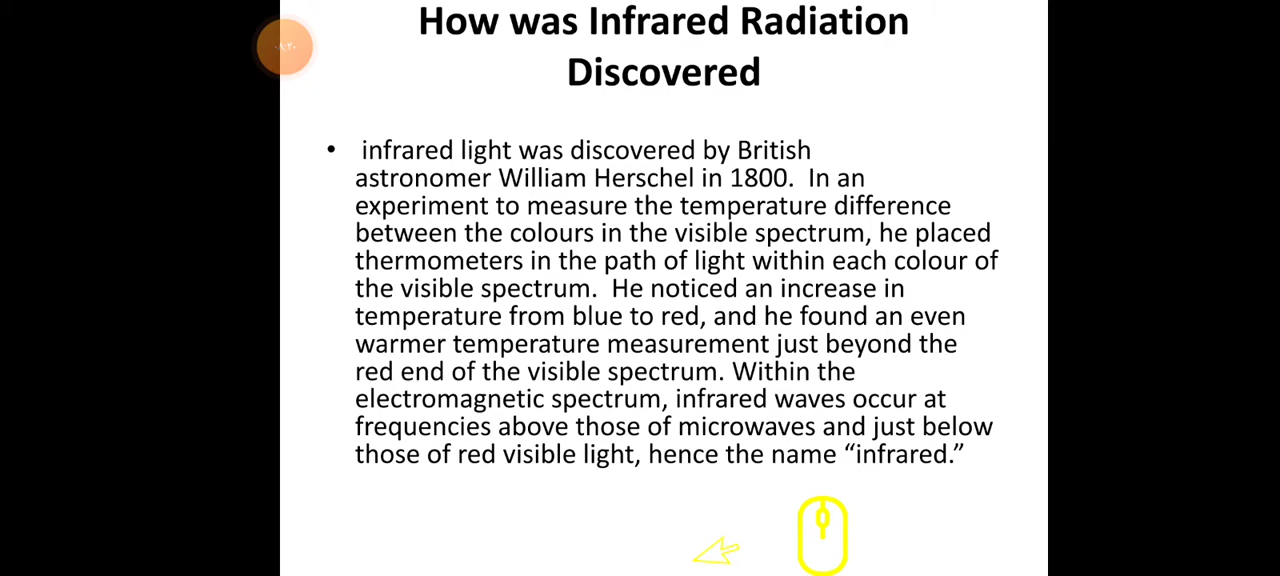 How was Infrared Radiation
Discovered
• infrared light was discovered by British
astronomer William Herschel in 1800.  In an
experiment to measure the temperature difference
between the colours in the visible spectrum, he placed
thermometers in the path of light within each colour of
the visible spectrum.  He noticed an increase in
temperature from blue to red, and he found an even
warmer temperature measurement just beyond the
red end of the visible spectrum. Within the
electromagnetic spectrum, infrared waves occur at
frequencies above those of microwaves and just below
those of red visible light, hence the name “infrared.”